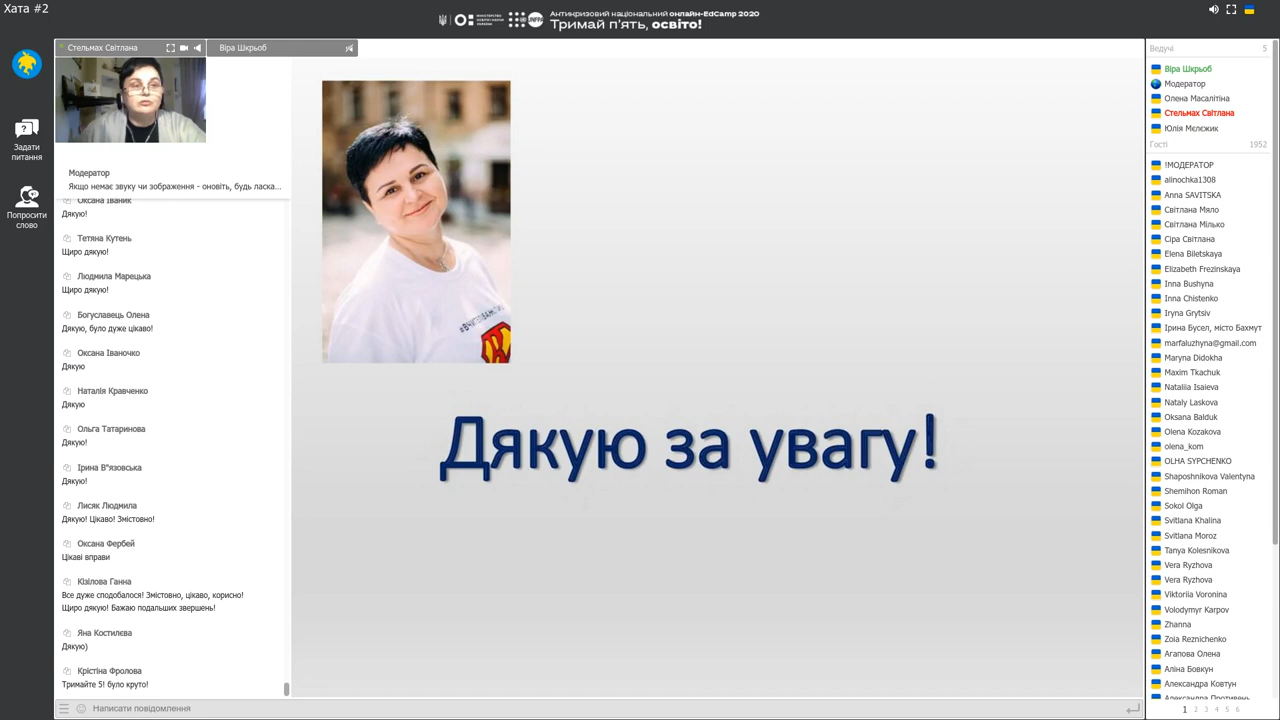 Хата #2
МІНІСТЕРСТВО
ОСВІТИ І НАУКИ
УКРАЇНИ
Антикризовий національний онлайн-EdCamp 2020
Тримай п'ять, освіто!
Задати
питання
Попросити
слово
Стельмах Світлана
Віра Шкрьоб
Модератор
Якщо немає звуку чи зображення - оновіть, будь ласка...
Оксана Іваник
Дякую!
Тетяна Кутень
Щиро дякую!
Людмила Марецька
Щиро дякую!
Богуславець Олена
Дякую, було дуже цікаво!
Оксана Іваночко
Дякую
Наталія Кравченко
Дякую
Ольга Татаринова
Дякую!
Ірина В"язовська
Дякую!
Лисяк Людмила
Дякую! Цікаво! Змістовно!
Оксана Фербей
Цікаві вправи
Кізілова Ганна
Все дуже сподобалося! Змістовно, цікаво, корисно!
Щиро дякую! Бажаю подальших звершень!
Яна Костилєва
Дякую)
Крістіна Фролова
Тримайте 5! було круто!
Написати повідомлення
Дякую за увагу!
Ведучі 5
Віра Шкрьоб
Модератор
Олена Масалітіна
Стельмах Світлана
Юлія Мєлєжик
Гості 1952
!МОДЕРАТОР
alinochka1308
Anna SAVITSKA
Світлана Мяло
Світлана Мілько
Сіра Світлана
Elena Biletskaya
Elizabeth Frezinskaya
Inna Bushyna
Inna Chistenko
Iryna Grytsiv
Ірина Бусел, місто Бахмут
marfaluzhyna@gmail.com
Maryna Didokha
Maxim Tkachuk
Nataliia Isaieva
Nataly Laskova
Oksana Balduk
Olena Kozakova
olena_kom
OLHA SYPCHENKO
Shaposhnikova Valentyna
Shemihon Roman
Sokol Olga
Svitlana Khalina
Svitlana Moroz
Tanya Kolesnikova
Vera Ryzhova
Vera Ryzhova
Viktoriia Voronina
Volodymyr Karpov
Zhanna
Zoia Reznichenko
Агапова Олена
Аліна Бовкун
Александра Ковтун
Александра Противень
1 2 3 4 5 6